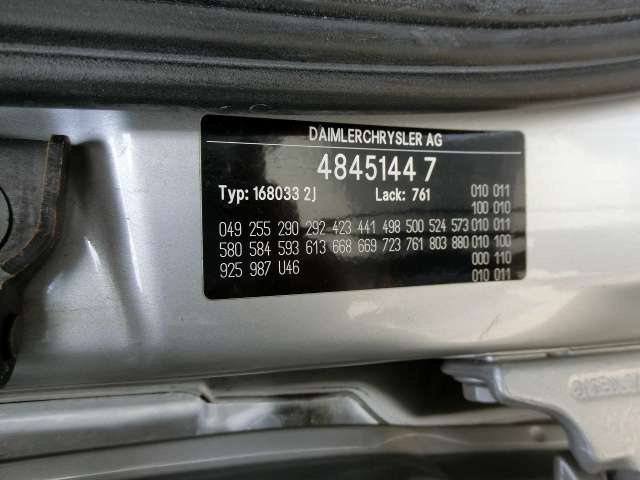 DAIMLERCHRYSLER AG
4845144 7
Typ: 168033 2J Lack: 761
010 011
100 010
049 255 290 292 423 441 498 500 524 573 010 011
580 584 593 613 668 669 723 761 803 880 010 100
000 110
925 987 U46
010 011